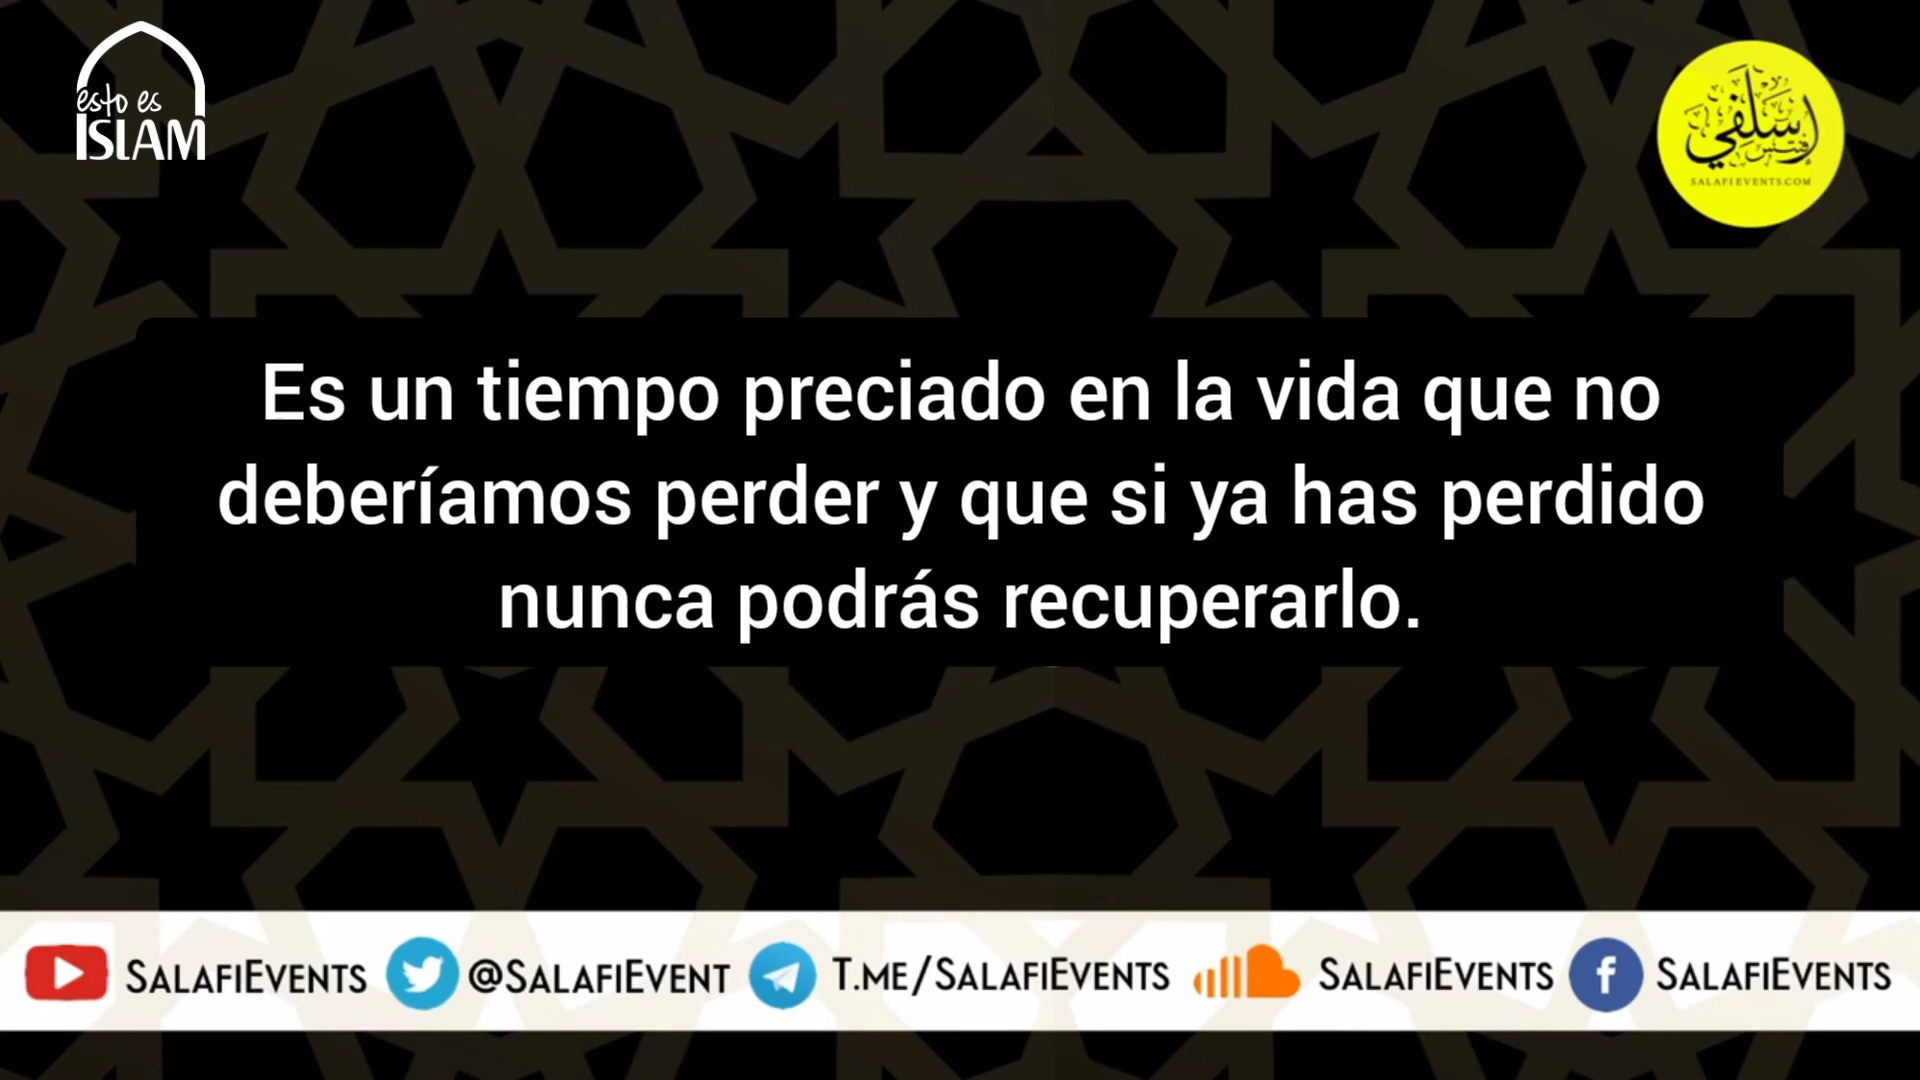 esto es
ISLAM
سلفي
إفنتس
SALAFIEVENTS.COM
Es un tiempo preciado en la vida que no
deberíamos perder y que si ya has perdido
nunca podrás recuperarlo.
SALAFIEVENTS
@SALAFIEVENT
T.ME/SALAFIEVENTS
SALAFIEVENTS
SALAFIEVENTS